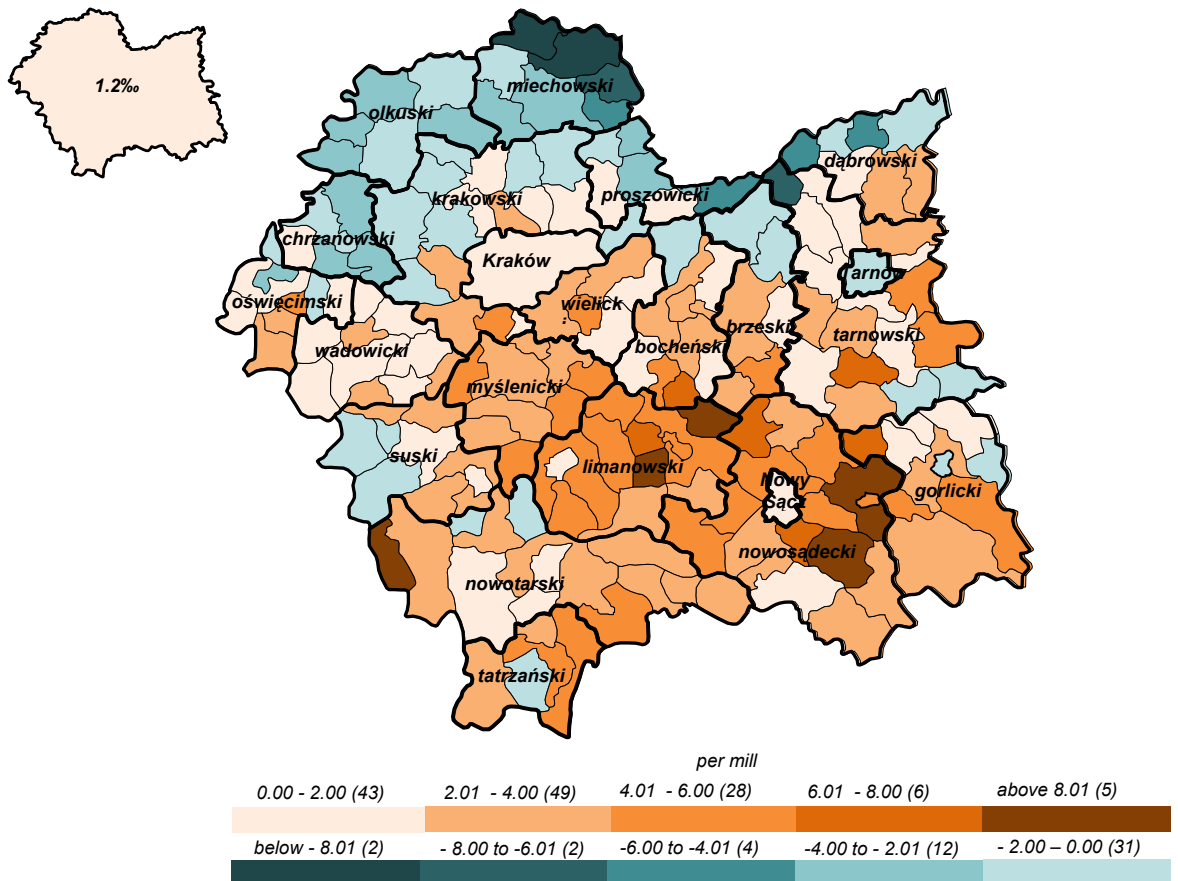 1.2‰
miechowski
olkuski
dąbrowski
krakowski
proszowicki
chrzanowski
Kraków
Tarnów
oświęcimski
wielick
i
brzeski
tarnowski
wadowicki
bocheński
myślenicki
suski
limanowski
Nowy
Sącz
gorlicki
nowosądecki
nowotarski
tatrzański
per mill
0.00 - 2.00 (43)
2.01 - 4.00 (49)
4.01 - 6.00 (28)
6.01 - 8.00 (6)
above 8.01 (5)
below - 8.01 (2)
- 8.00 to -6.01 (2)
-6.00 to -4.01 (4)
-4.00 to - 2.01 (12)
- 2.00 – 0.00 (31)